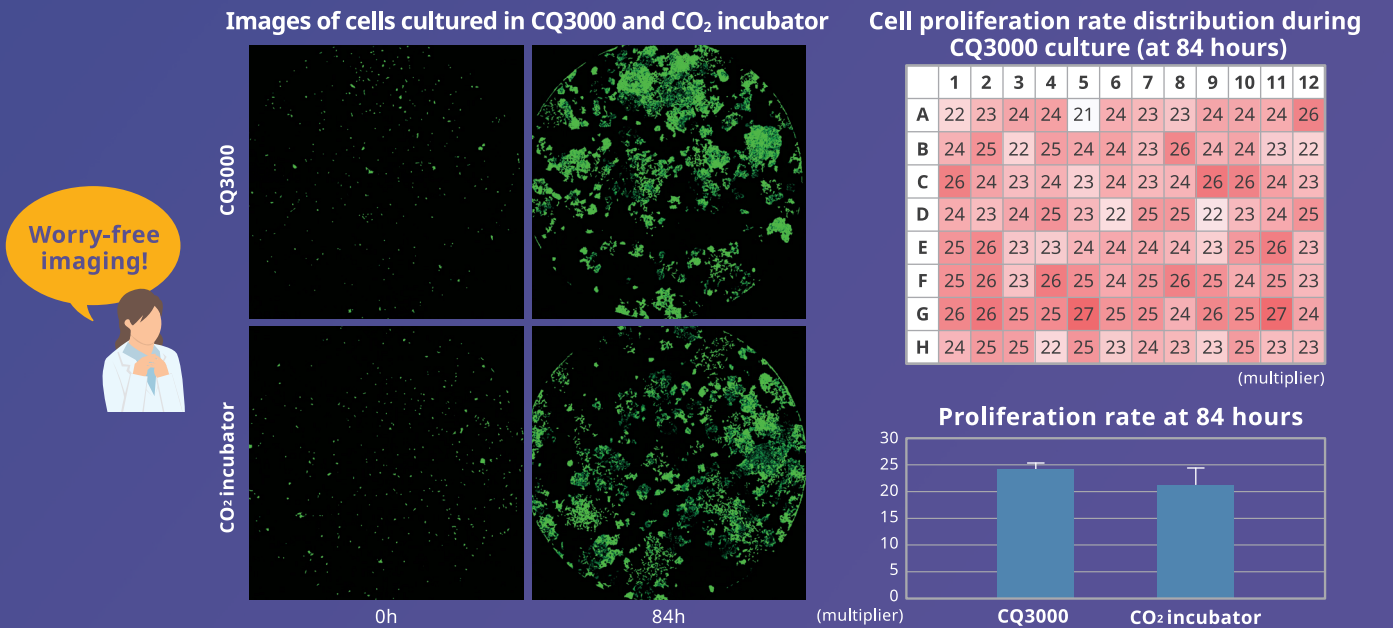 Images of cells cultured in CQ3000 and CO₂ incubator
CQ3000
CO2 incubator
0h
84h
Worry-free
imaging!
Cell proliferation rate distribution during
CQ3000 culture (at 84 hours)
1 2 3 4 5 6 7 8 9 10 11 12
A 22 23 24 24 21 24 23 23 24 24 24 26
B 24 25 22 25 24 24 23 26 24 24 23 22
C 26 24 23 24 23 24 23 24 26 26 24 23
D 24 23 24 25 23 22 25 25 22 23 24 25
E 25 26 23 23 24 24 24 24 23 25 26 23
F 25 26 23 26 25 24 25 26 25 24 25 23
G 26 26 25 25 27 25 25 24 26 25 27 24
H 24 25 25 22 25 23 24 23 23 25 23 23
(multiplier)
Proliferation rate at 84 hours
30
25
20
15
10
5
0
(multiplier)
CQ3000
CO2 incubator